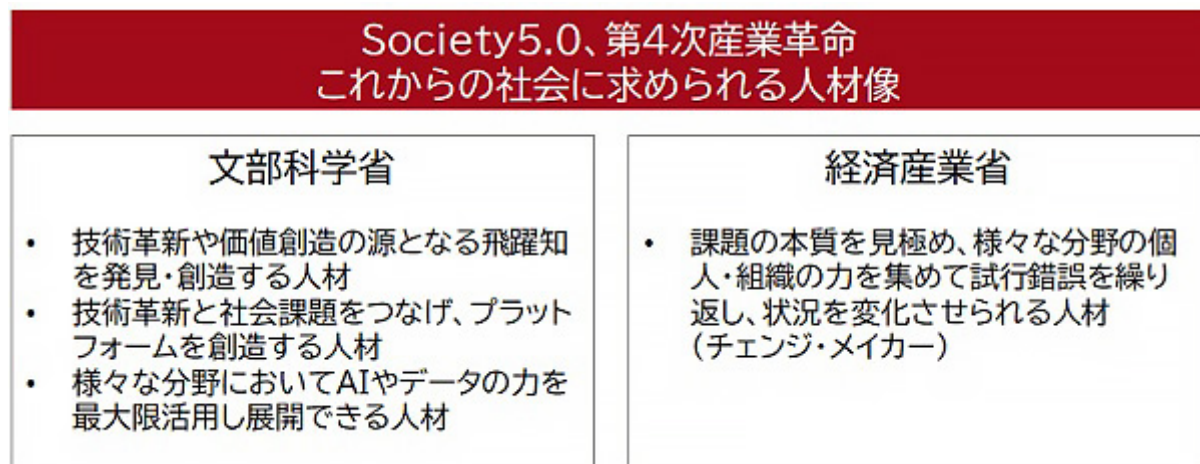 Society5.0、第4次産業革命
これからの社会に求められる人材像
文部科学省
• 技術革新や価値創造の源となる飛躍知
を発見・創造する人材
• 技術革新と社会課題をつなげ、プラット
フォームを創造する人材
• 様々な分野においてAIやデータの力を
最大限活用し展開できる人材
経済産業省
• 課題の本質を見極め、様々な分野の個
人・組織の力を集めて試行錯誤を繰り
返し、状況を変化させられる人材
(チェンジ・メイカー)